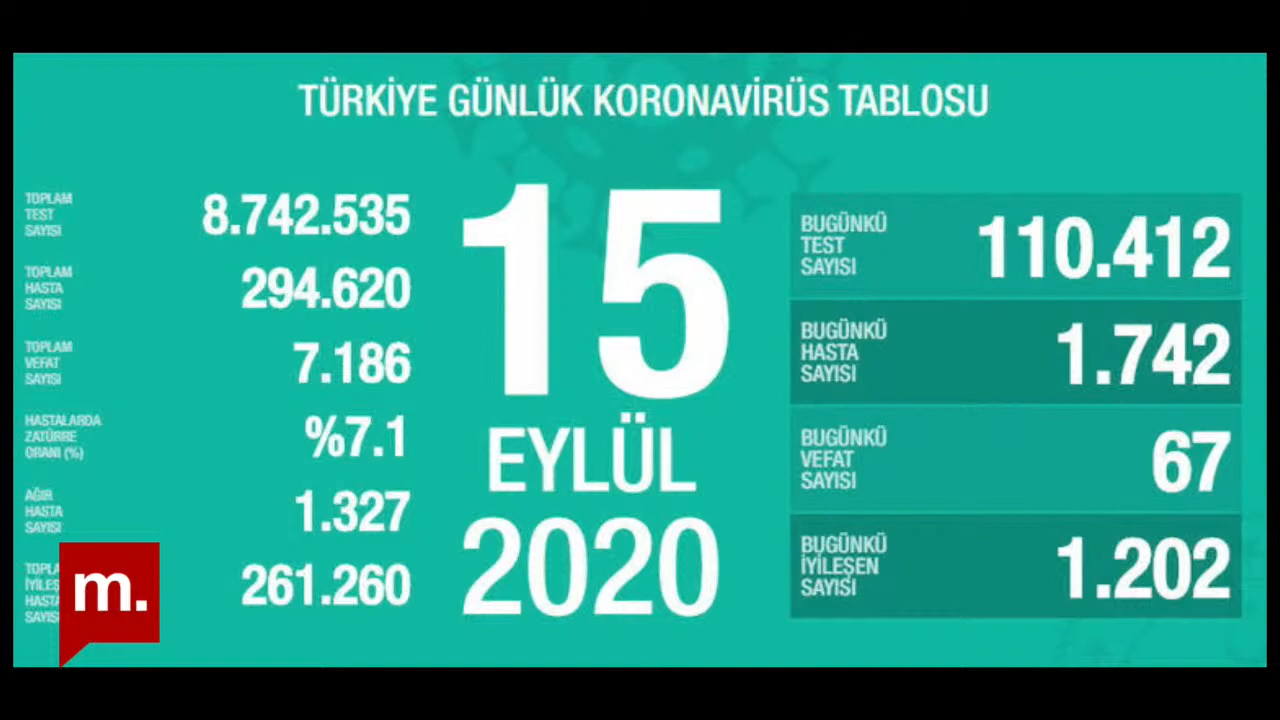 TÜRKİYE GÜNLÜK KORONAVİRÜS TABLOSU
TOPLAM
TEST
SAYISI
8.742.535
TOPLAM
HASTA
SAYISI
294.620
TOPLAM
VEFAT
SAYISI
7.186
HASTALARDA
ZATÜRRE
ORANI (%)
%7.1
AĞIR
HASTA
SAYISI
1.327
261.260
m.
15
EYLÜL
2020
BUGÜNKÜ
TEST
SAYISI
110.412
BUGÜNKÜ
HASTA
SAYISI
1.742
BUGÜNKÜ
VEFAT
SAYISI
67
BUGÜNKÜ
İYİLEŞEN
SAYISI
1.202